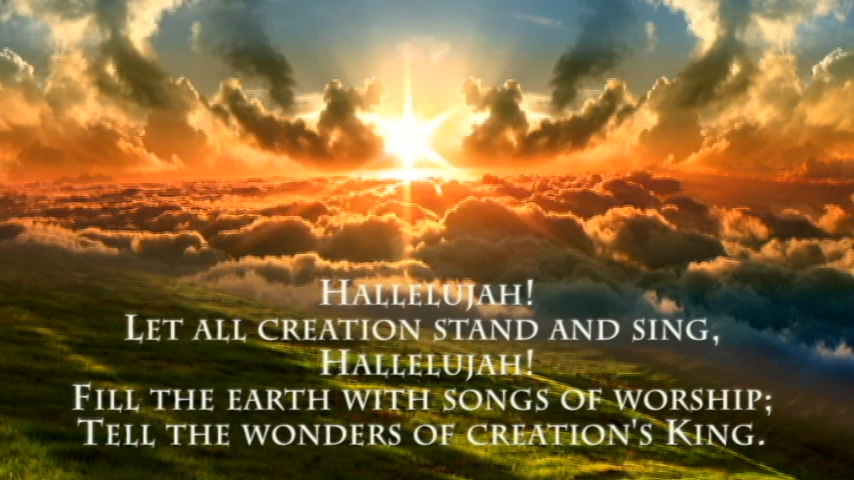 Hallelujah!
Let all creation stand and sing,
Hallelujah!
Fill the earth with songs of worship;
Tell the wonders of creation's King.